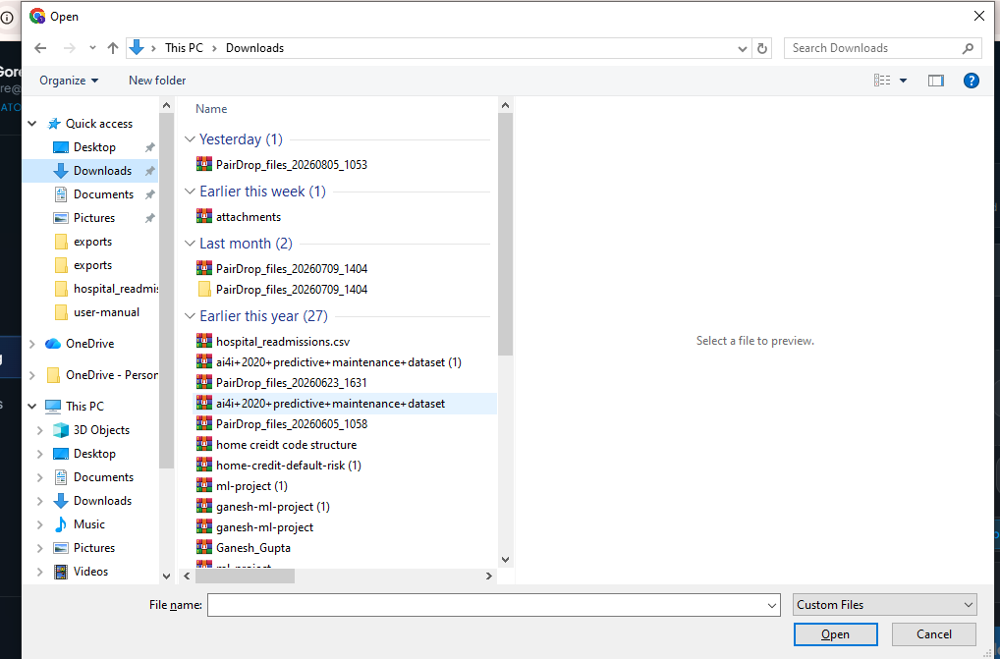 Open
This PC > Downloads
Search Downloads
Organize
New folder
Gore
re@
ATO
Quick access
Desktop
Downloads
Documents
Pictures
exports
exports
hospital_readmis
user-manual
OneDrive
OneDrive - Person
This PC
3D Objects
Desktop
Documents
Downloads
Music
Pictures
Videos
Name
Yesterday (1)
PairDrop_files_20260805_1053
Earlier this week (1)
attachments
Last month (2)
PairDrop_files_20260709_1404
PairDrop_files_20260709_1404
Earlier this year (27)
hospital_readmissions.csv
ai4i+2020+predictive+maintenance+dataset (1)
PairDrop_files_20260623_1631
ai4i+2020+predictive+maintenance+dataset
PairDrop_files_20260605_1058
home creidt code structure
home-credit-default-risk (1)
ml-project (1)
ganesh-ml-project (1)
ganesh-ml-project
Ganesh_Gupta
ml-project
Select a file to preview.
File name:
Custom Files
Open
Cancel